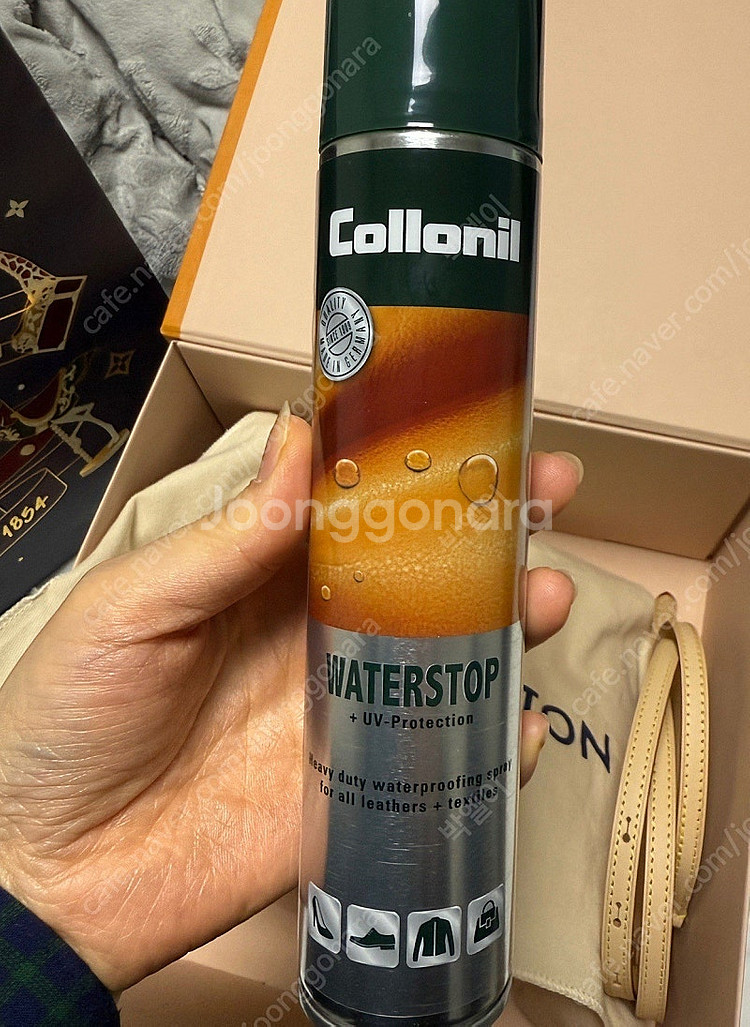 Collonil
QUALITY
SINCE 1909
MADE IN GERMANY
Joonggonara
1854
WATERSTOP
+ UV-Protection
Heavy duty waterproofing spray
for all leathers + textiles
cafe.naver.com/joonggonara